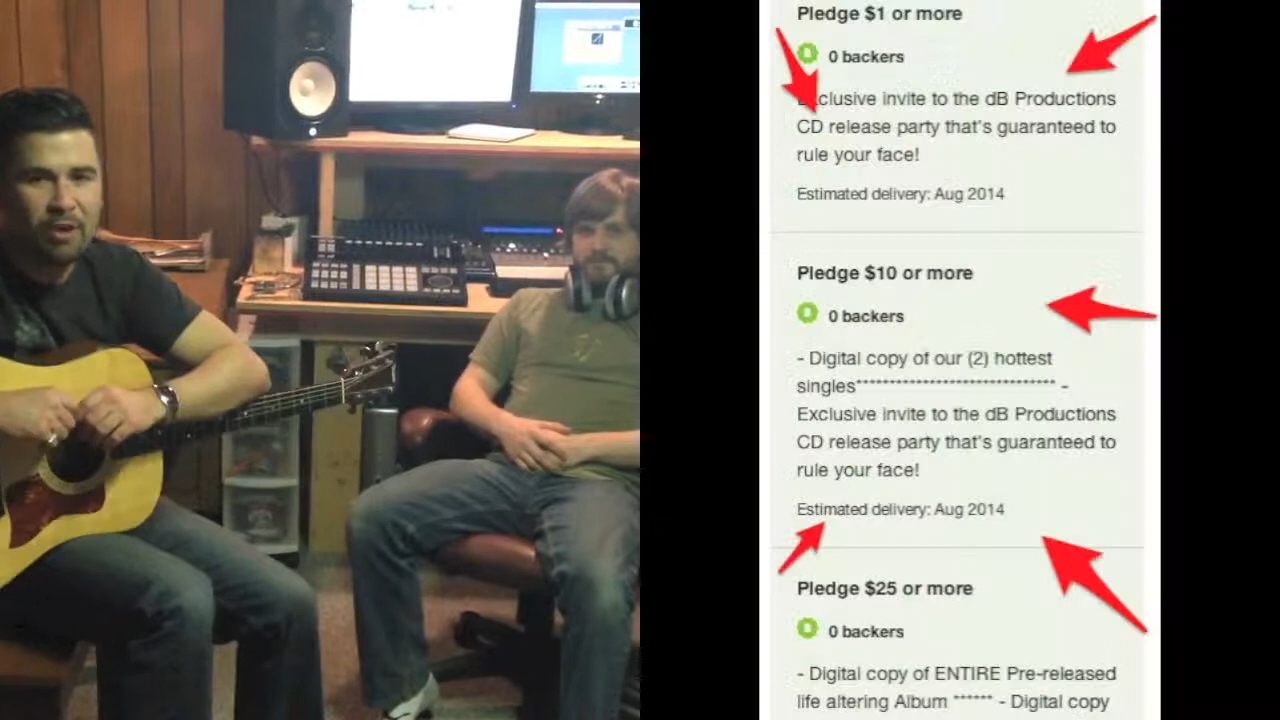 Pledge $1 or more
0 backers
Exclusive invite to the dB Productions
CD release party that's guaranteed to
rule your face!
Estimated delivery: Aug 2014
Pledge $10 or more
0 backers
- Digital copy of our (2) hottest
singles****************************** -
Exclusive invite to the dB Productions
CD release party that's guaranteed to
rule your face!
Estimated delivery: Aug 2014
Pledge $25 or more
0 backers
- Digital copy of ENTIRE Pre-released
life altering Album ****** - Digital copy